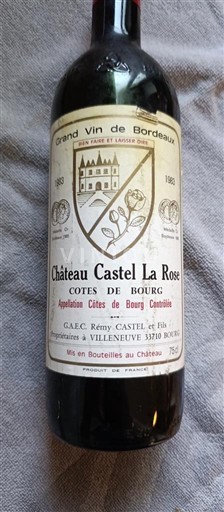 Grand Vin de Bordeaux
BIEN FAIRE ET LAISSER DIRE
1983 1983
Château Castel La Rose
COTES DE BOURG
Appellation Côtes de Bourg Contrôlée
G.A.E.C. Rémy CASTEL et Fils
Propriétaires à VILLENEUVE 33710 BOURG
Mis en Bouteilles au Château 75cl
PRODUIT DE FRANCE